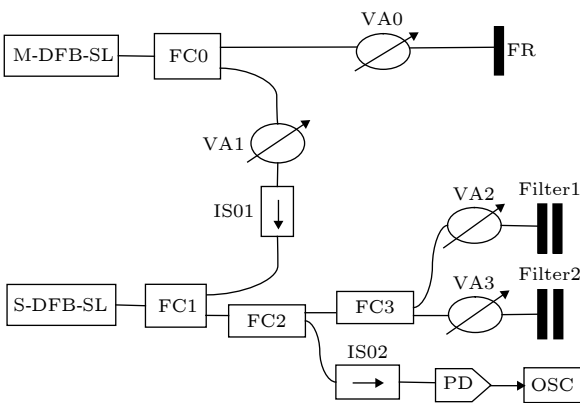 VA0
M-DFB-SL
FC0
FR
VA1
IS01
VA2
Filter1
S-DFB-SL
FC1
FC2
FC3
VA3
Filter2
IS02
PD
OSC